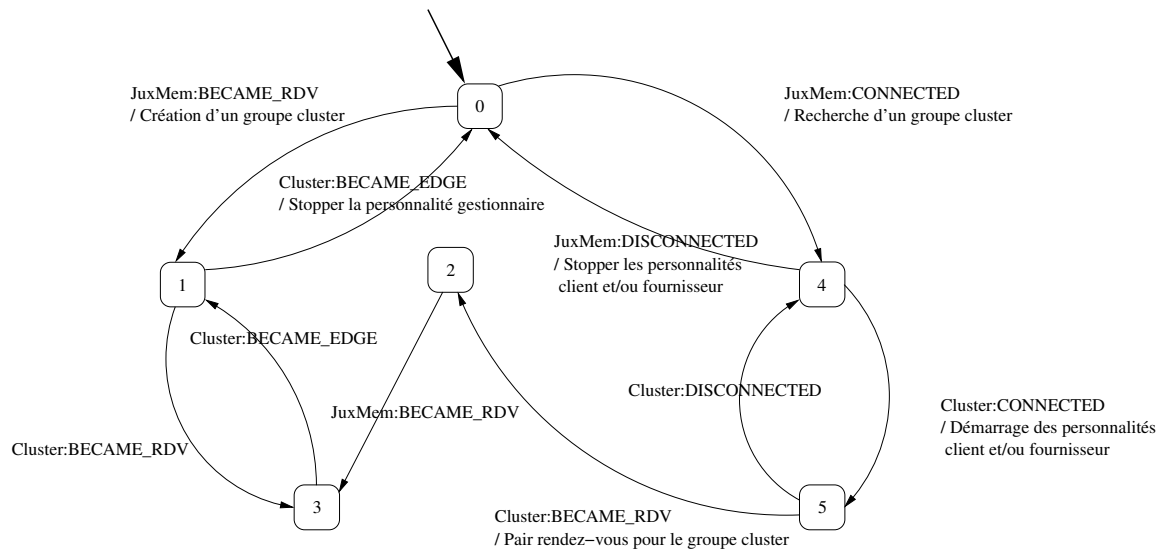 JuxMem:BECAME_RDV
/ Création d'un groupe cluster
0
JuxMem:CONNECTED
/ Recherche d'un groupe cluster
Cluster:BECAME_EDGE
/ Stopper la personnalité gestionnaire
JuxMem:DISCONNECTED
/ Stopper les personnalités
client et/ou fournisseur
1
2
4
Cluster:BECAME_EDGE
JuxMem:BECAME_RDV
Cluster:DISCONNECTED
Cluster:CONNECTED
/ Démarrage des personnalités
client et/ou fournisseur
Cluster:BECAME_RDV
3
5
Cluster:BECAME_RDV
/ Pair rendez−vous pour le groupe cluster